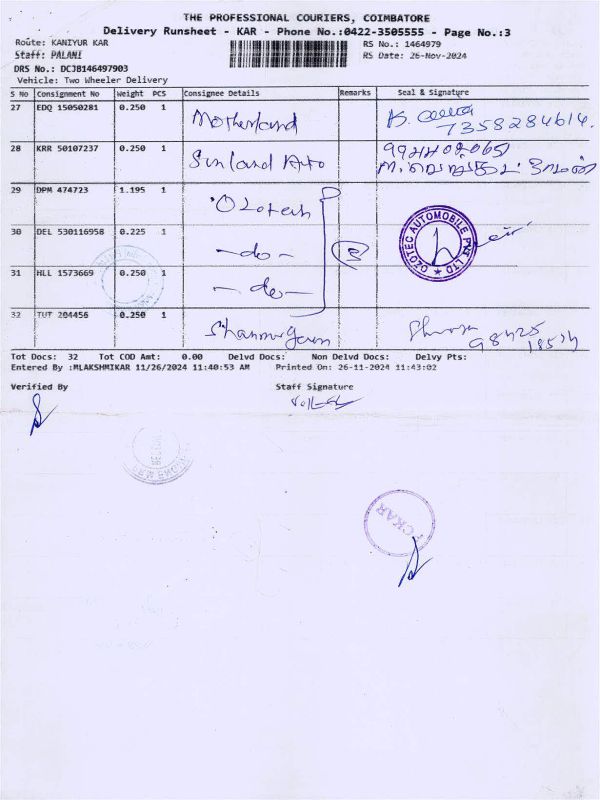 THE PROFESSIONAL COURIERS, COIMBATORE
Delivery Runsheet - KAR - Phone No.:0422-3505555 - Page No.:3
Route: KANIYUR KAR RS No.: 1464979
Staff: PALANI RS Date: 26-Nov-2024
DRS No.: DCJB146497903
Vehicle: Two Wheeler Delivery
S No Consignment No Weight PCS Consignee Details Remarks Seal & Signature
27 EDQ 15050281 0.250 1 Motherland 7358284614.
28 KRR 50107237 0.250 1 Sunland Auto
29 DPM 474723 1.195 1 Ozotech
30 DEL 530116958 0.225 1 -do- 3 OZOTEC AUTOMOBILE PVT LTD
31 HLL 1573669 0.250 1 -do-
32 TUT 204456 0.250 1 Shanmugam
Tot Docs: 32 Tot COD Amt: 0.00 Delvd Docs: Non Delvd Docs: Delvy Pts:
Entered By :MLAKSHMIKAR 11/26/2024 11:40:53 AM Printed On: 26-11-2024 11:43:02
Verified By Staff Signature